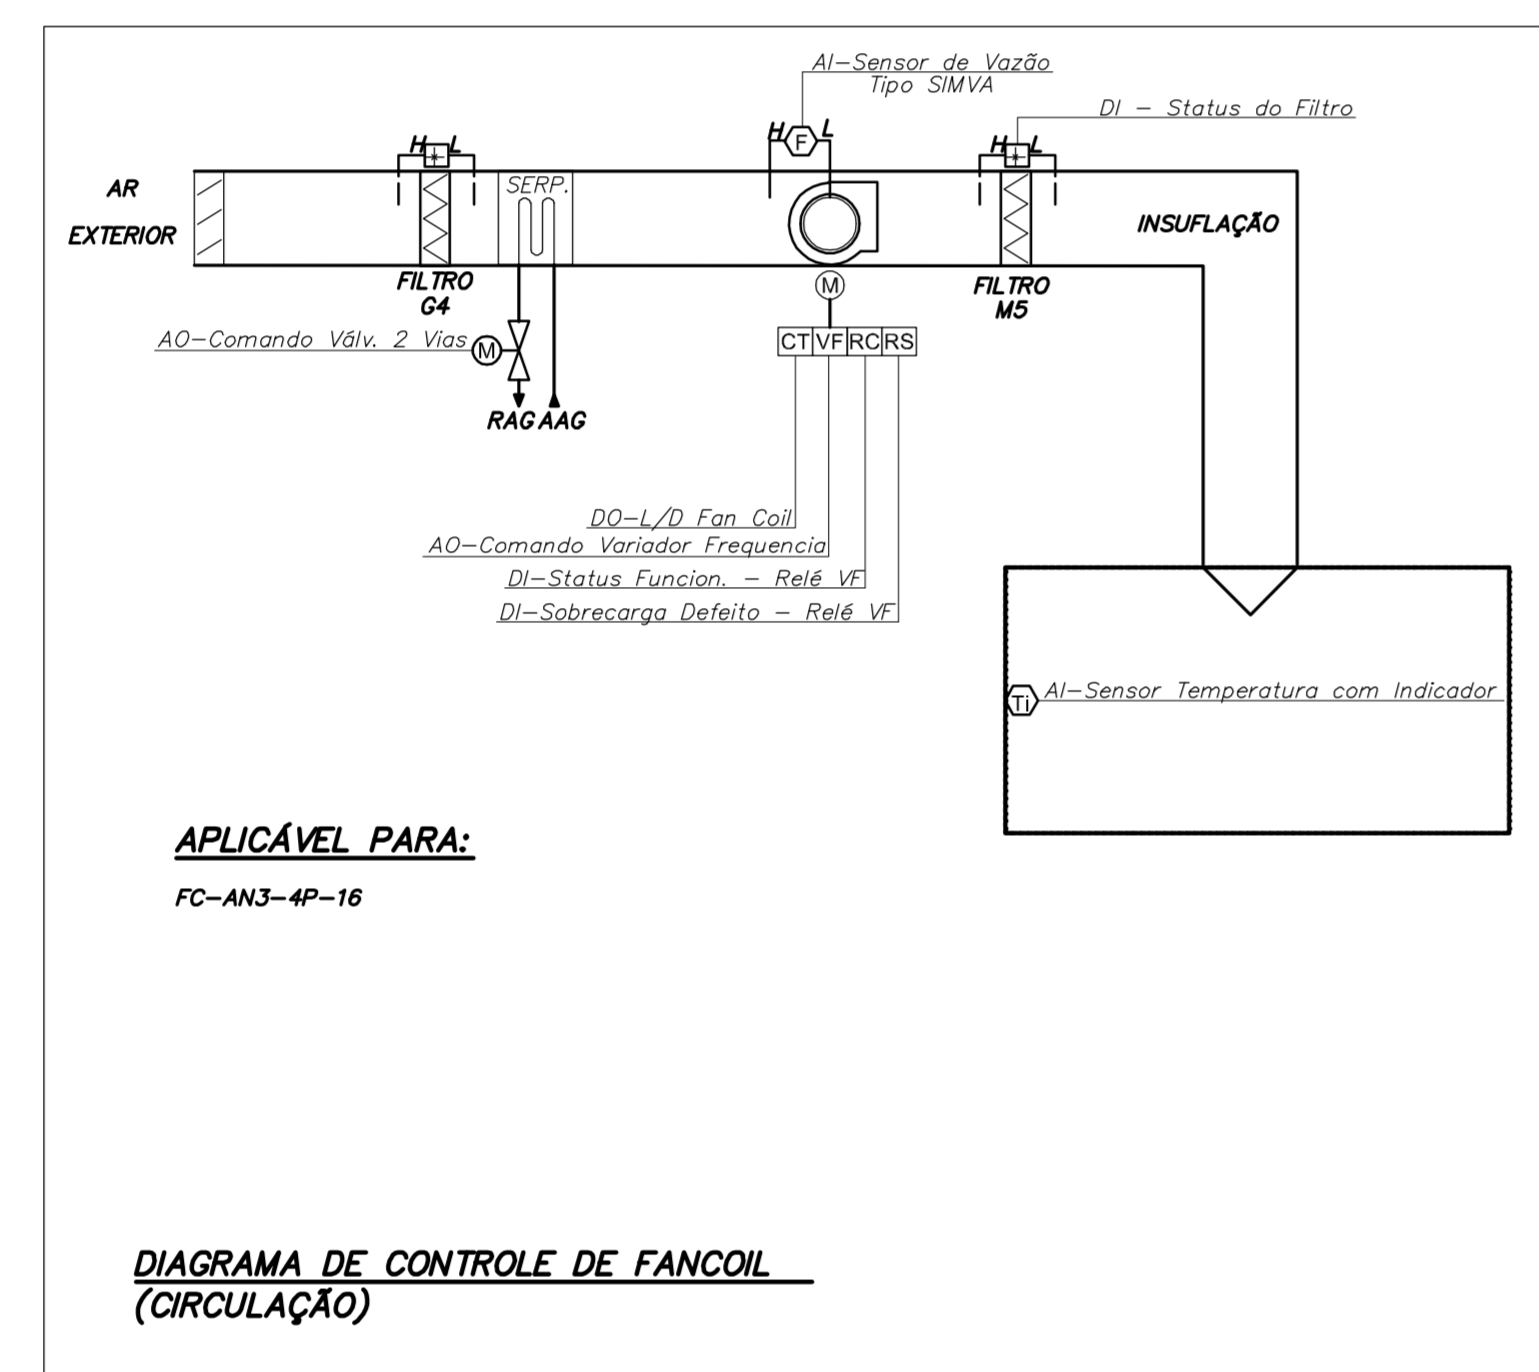 AI-Sensor de Vazão
Tipo SIMVA
DI - Status do Filtro
H L
H F L
H L
AR
EXTERIOR
SERP.
INSUFLAÇÃO
FILTRO
G4
M
FILTRO
M5
AO-Comando Válv. 2 Vias
M
CT VF RC RS
RAG AAG
DO-L/D Fan Coil
AO-Comando Variador Frequencia
DI-Status Funcion. - Relé VF
DI-Sobrecarga Defeito - Relé VF
Ti
AI-Sensor Temperatura com Indicador
APLICÁVEL PARA:
FC-AN3-4P-16
DIAGRAMA DE CONTROLE DE FANCOIL
(CIRCULAÇÃO)